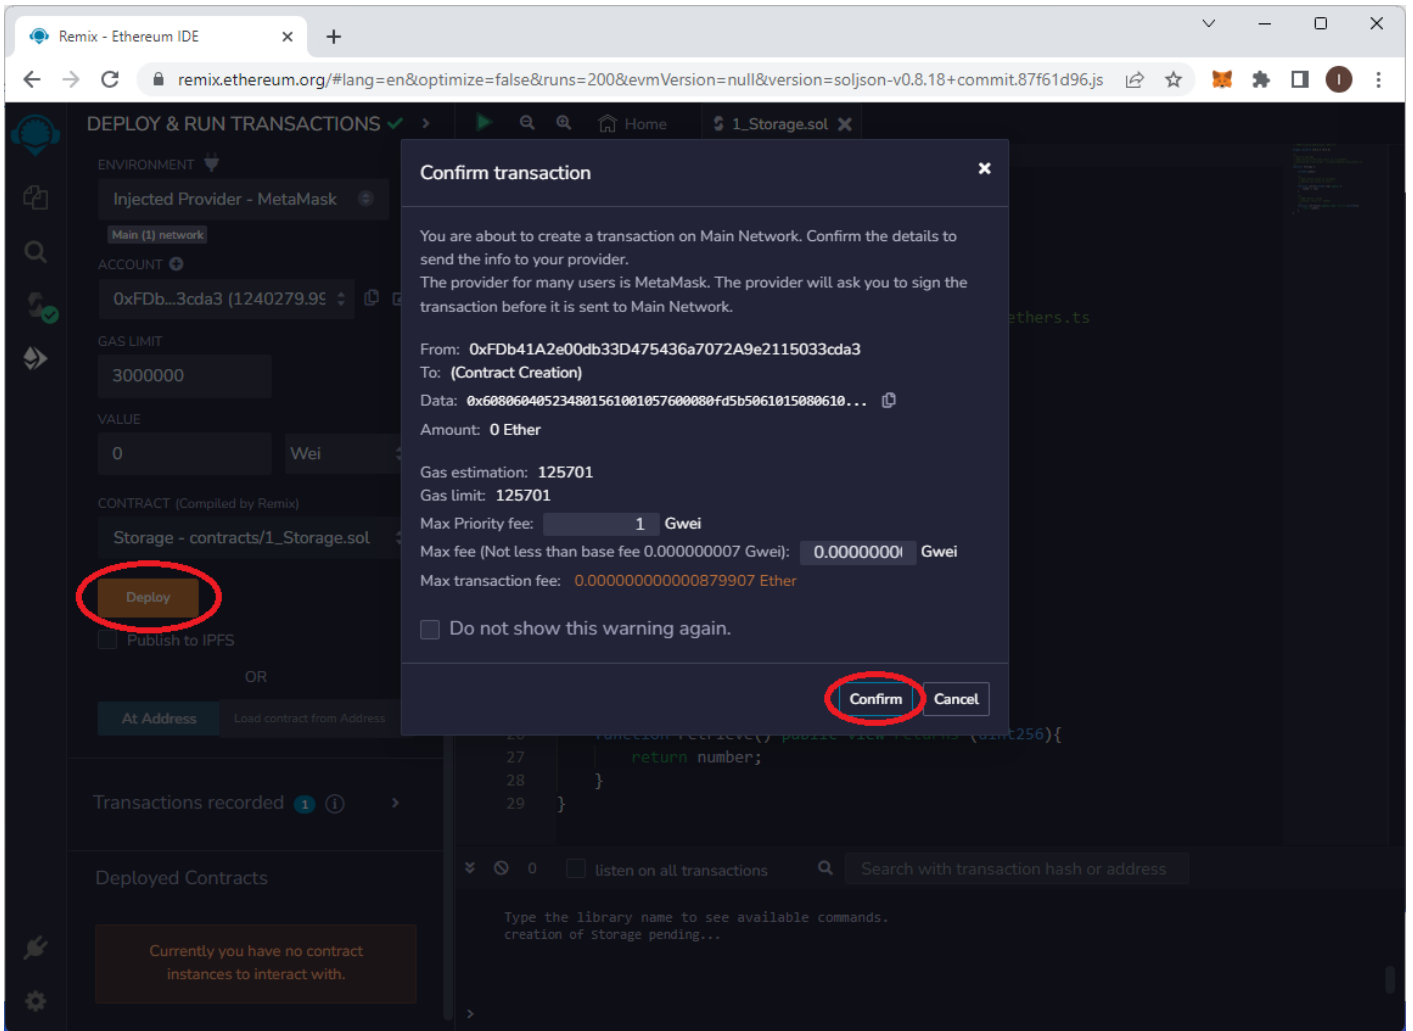 Remix - Ethereum IDE
remix.ethereum.org/#lang=en&optimize=false&runs=200&evmVersion=null&version=soljson-v0.8.18+commit.87f61d96.js
I
DEPLOY & RUN TRANSACTIONS
Home
1_Storage.sol
ENVIRONMENT
Injected Provider - MetaMask
Main (1) network
ACCOUNT
0xFDb...3cda3 (1240279.99
GAS LIMIT
3000000
VALUE
0
Wei
CONTRACT (Compiled by Remix)
Storage - contracts/1_Storage.sol
Deploy
Publish to IPFS
OR
At Address
Load contract from Address
Transactions recorded 1
Deployed Contracts
Currently you have no contract
instances to interact with.
Confirm transaction
You are about to create a transaction on Main Network. Confirm the details to
send the info to your provider.
The provider for many users is MetaMask. The provider will ask you to sign the
transaction before it is sent to Main Network.
From: 0xFDb41A2e00db33D475436a7072A9e2115033cda3
To: (Contract Creation)
Data: 0x608060405234801561001057600080fd5b5061015080610...
Amount: 0 Ether
Gas estimation: 125701
Gas limit: 125701
Max Priority fee: 1 Gwei
Max fee (Not less than base fee 0.000000007 Gwei): 0.0000000 Gwei
Max transaction fee: 0.000000000000879907 Ether
Do not show this warning again.
Confirm
Cancel
ethers.ts
26 function retrieve() public view returns (uint256){
27 return number;
28 }
29 }
0
listen on all transactions
Search with transaction hash or address
Type the library name to see available commands.
creation of Storage pending...
>